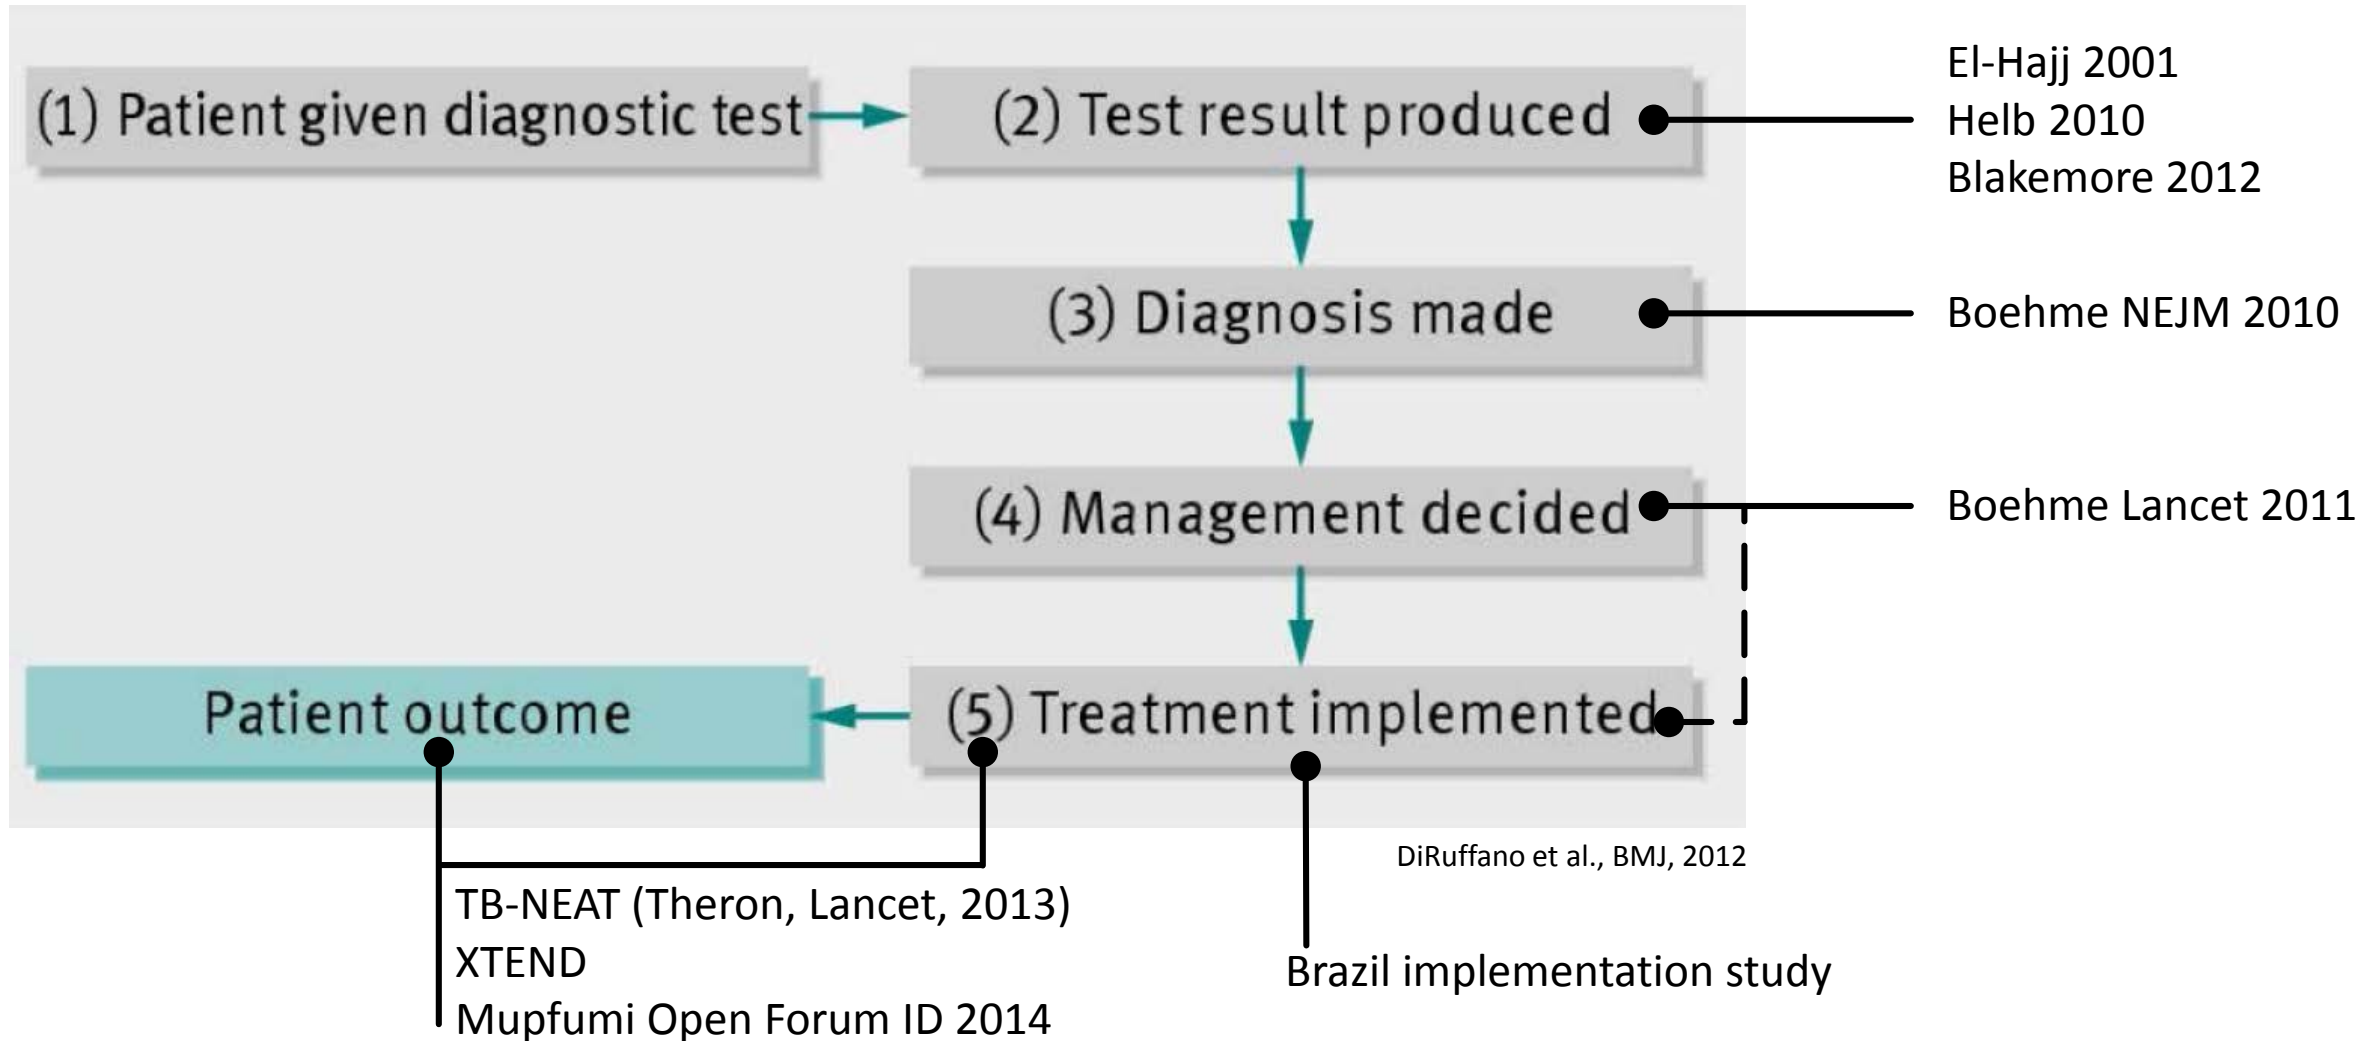 (1) Patient given diagnostic test
(2) Test result produced
El-Hajj 2001
Helb 2010
Blakemore 2012
(3) Diagnosis made
Boehme NEJM 2010
(4) Management decided
Boehme Lancet 2011
Patient outcome
(5) Treatment implemented
DiRuffano et al., BMJ, 2012
TB-NEAT (Theron, Lancet, 2013)
XTEND
Mupfumi Open Forum ID 2014
Brazil implementation study